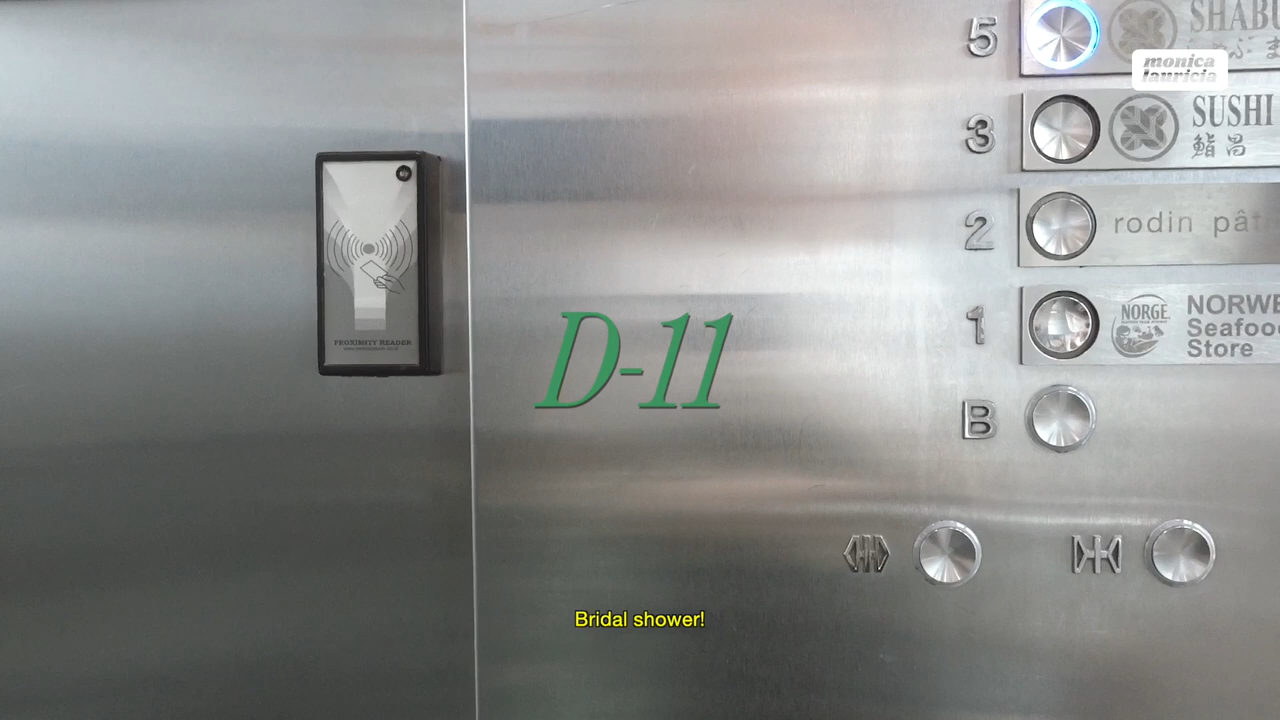 5
SHABU
monica
lauricia
3
SUSHI
鮨昌
2
rodin pât
PROXIMITY READER
D-11
1
NORGE
NORWE
Seafoo
Store
B
Bridal shower!